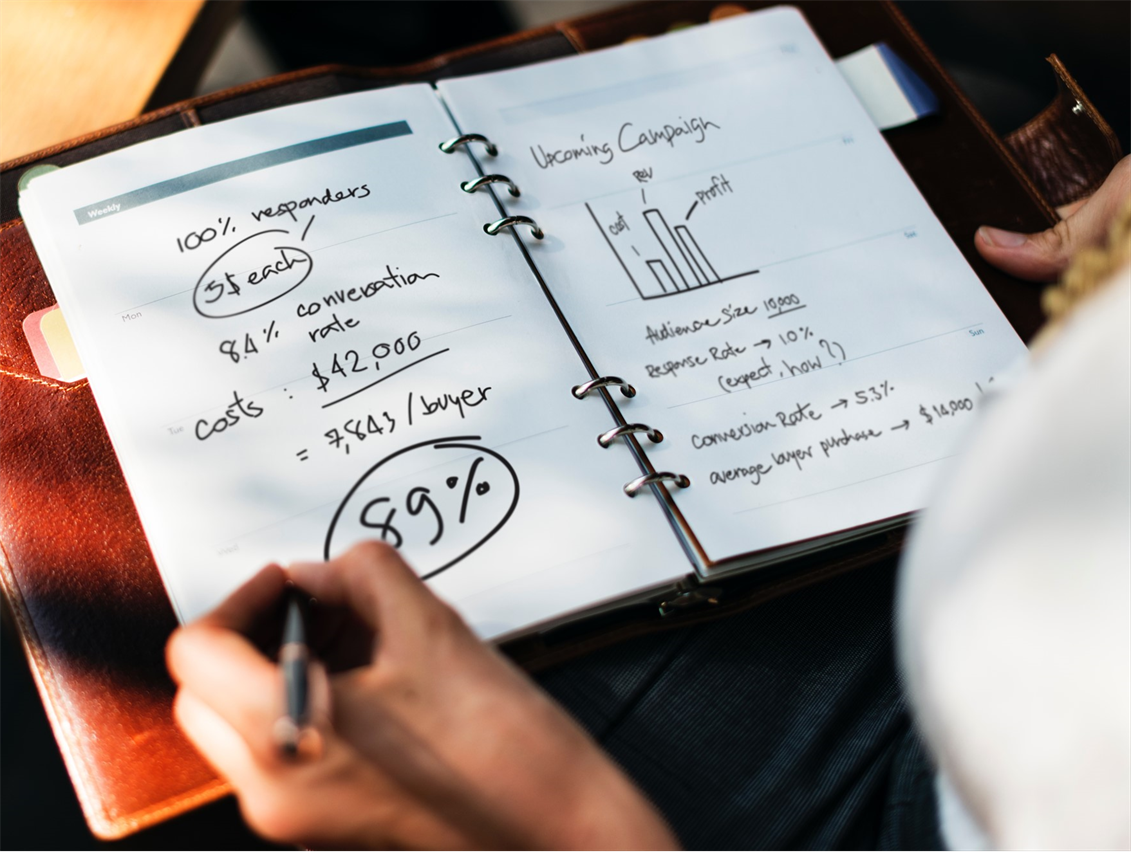 Weekly
100% responders
5$ each
Mon
8.4% conversation
rate
Tue
costs : $42,000
= 7,843/buyer
89%
Upcoming Campaign
REV
Profit
cost
Sat
Audience Size 10,000
Response Rate → 1.0%
(expect, how?)
Sun
Conversion Rate → 5.3%
average buyer purchase → $14,000